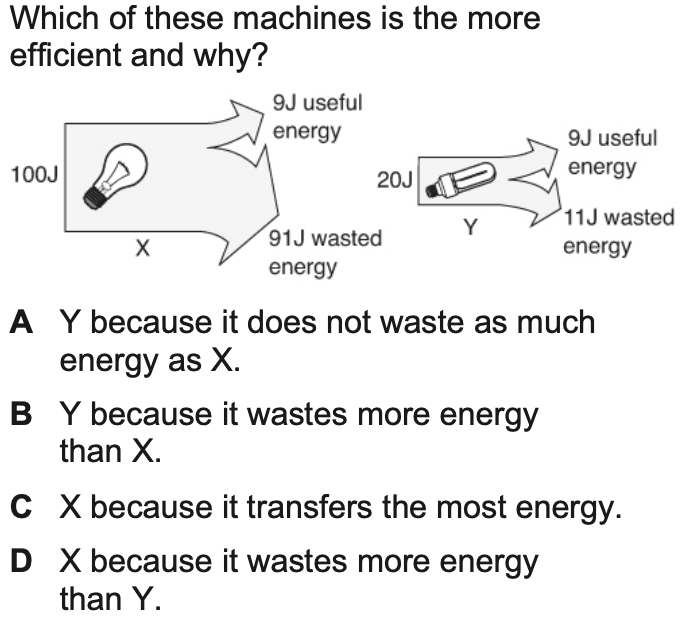 Which of these machines is the more
efficient and why?
100J
9J useful
energy
91J wasted
energy
X
20J
9J useful
energy
11J wasted
energy
Y
A Y because it does not waste as much
energy as X.
B Y because it wastes more energy
than X.
C X because it transfers the most energy.
D X because it wastes more energy
than Y.